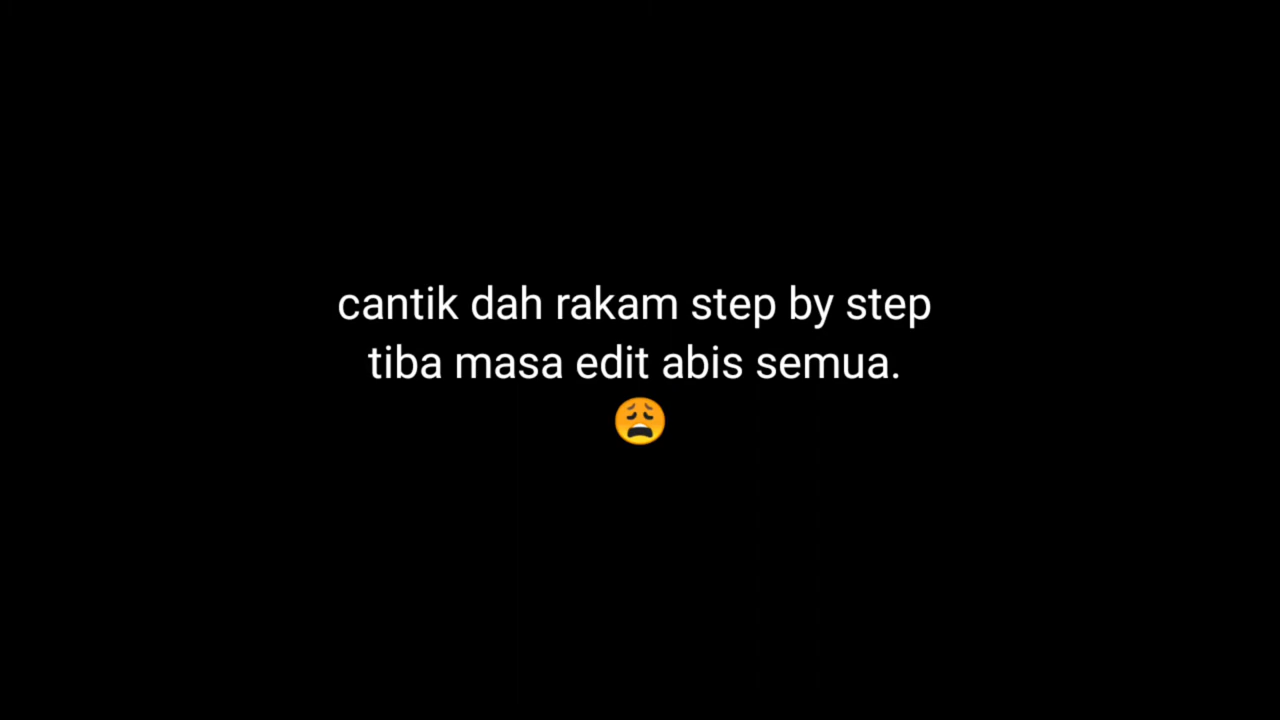 cantik dah rakam step by step
tiba masa edit abis semua.
😩